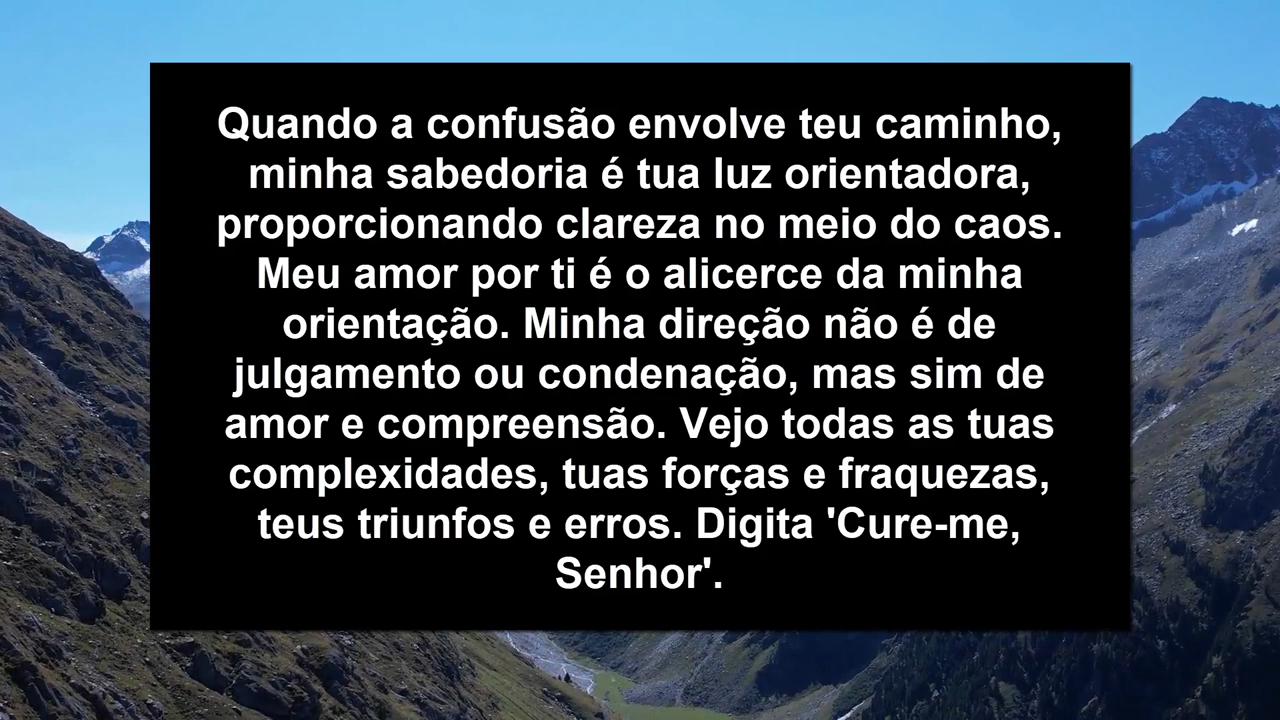 Quando a confusão envolve teu caminho,
minha sabedoria é tua luz orientadora,
proporcionando clareza no meio do caos.
Meu amor por ti é o alicerce da minha
orientação. Minha direção não é de
julgamento ou condenação, mas sim de
amor e compreensão. Vejo todas as tuas
complexidades, tuas forças e fraquezas,
teus triunfos e erros. Digita 'Cure-me,
Senhor'.